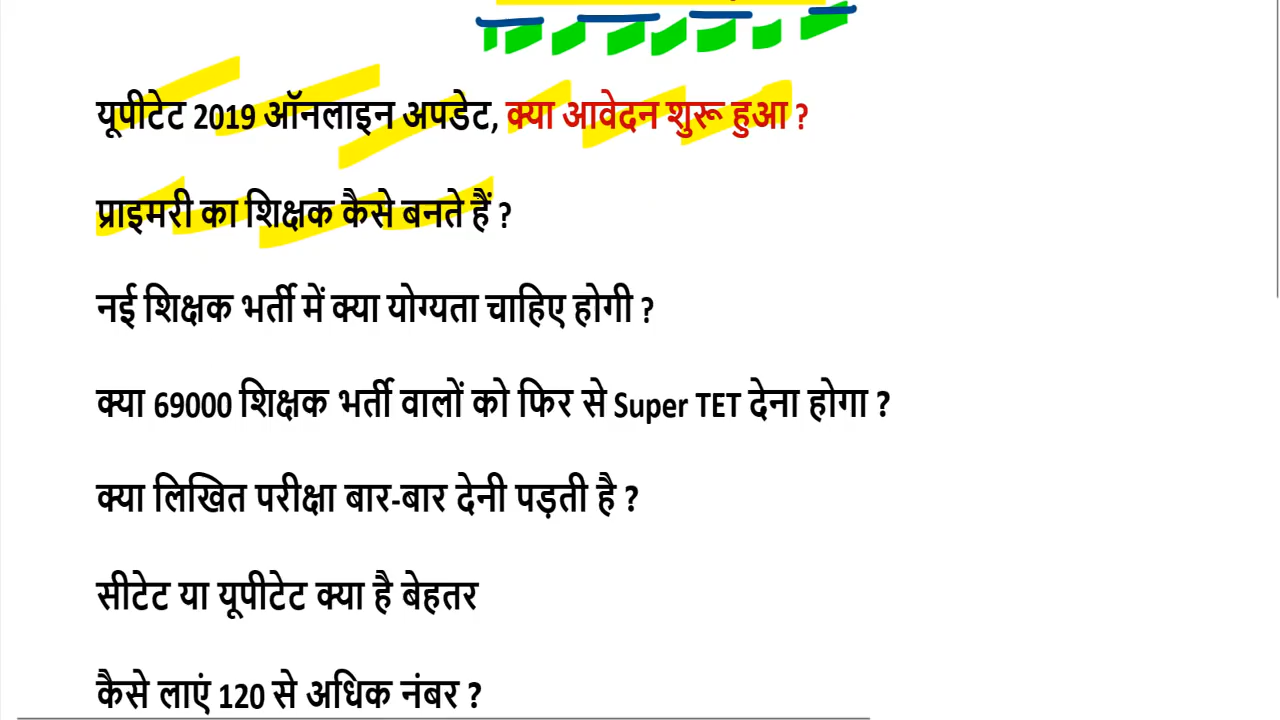 यूपीटेट 2019 ऑनलाइन अपडेट, क्या आवेदन शुरू हुआ ?
प्राइमरी का शिक्षक कैसे बनते हैं ?
नई शिक्षक भर्ती में क्या योग्यता चाहिए होगी ?
क्या 69000 शिक्षक भर्ती वालों को फिर से Super TET देना होगा ?
क्या लिखित परीक्षा बार-बार देनी पड़ती है ?
सीटेट या यूपीटेट क्या है बेहतर
कैसे लाएं 120 से अधिक नंबर ?